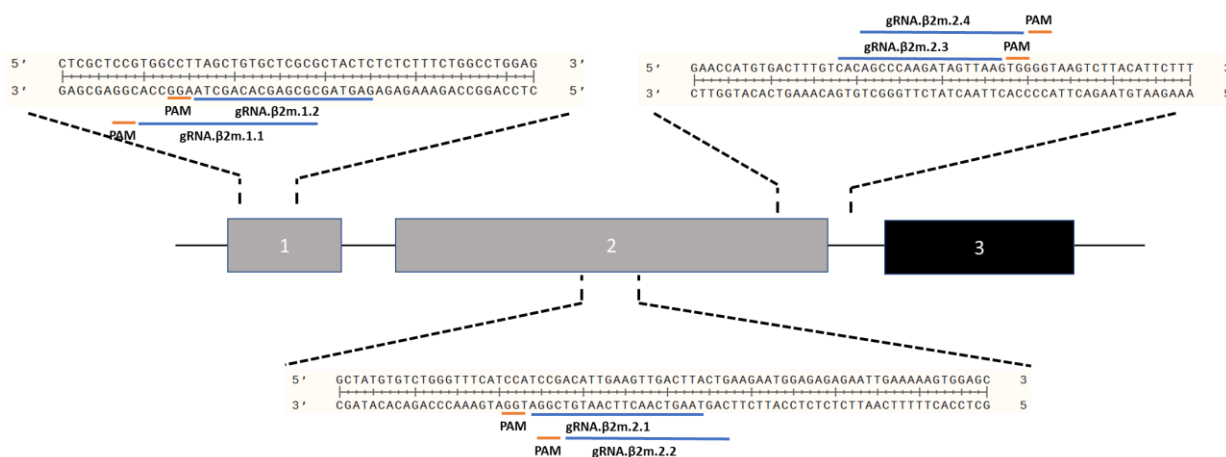 gRNA.β2m.2.4 PAM
gRNA.β2m.2.3 PAM
5' CTCGCTCCGTGGCCTTAGCTGTGCTCGCGCTACTCTCTCTTTCTGGCCTGGAG 3'
3' GAGCGAGGCACCGGAATCGACACGAGCGCGATGAGAGAGAAAGACCGGACCTC 5'
PAM gRNA.β2m.1.2
PAM gRNA.β2m.1.1
5' GAACCATGTGACTTTGTCACAGCCCAAGATAGTTAAGTGGGGTAAGTCTTACATTCTTT 3
3' CTTGGTACACTGAAACAGTGTCGGGTTCTATCAATTCACCCCATTCAGAATGTAAGAAA 5
1
2
3
5' GCTATGTGTCTGGGTTTCATCCATCCGACATTGAAGTTGACTTACTGAAGAATGGAGAGAGAATTGAAAAAGTGGAGC 3
3' CGATACACAGACCCAAAGTAGGTAGGCTGTAACTTCAACTGAATGACTTCTTACCTCTCTCTTAACTTTTTCACCTCG 5
PAM gRNA.β2m.2.1
PAM gRNA.β2m.2.2